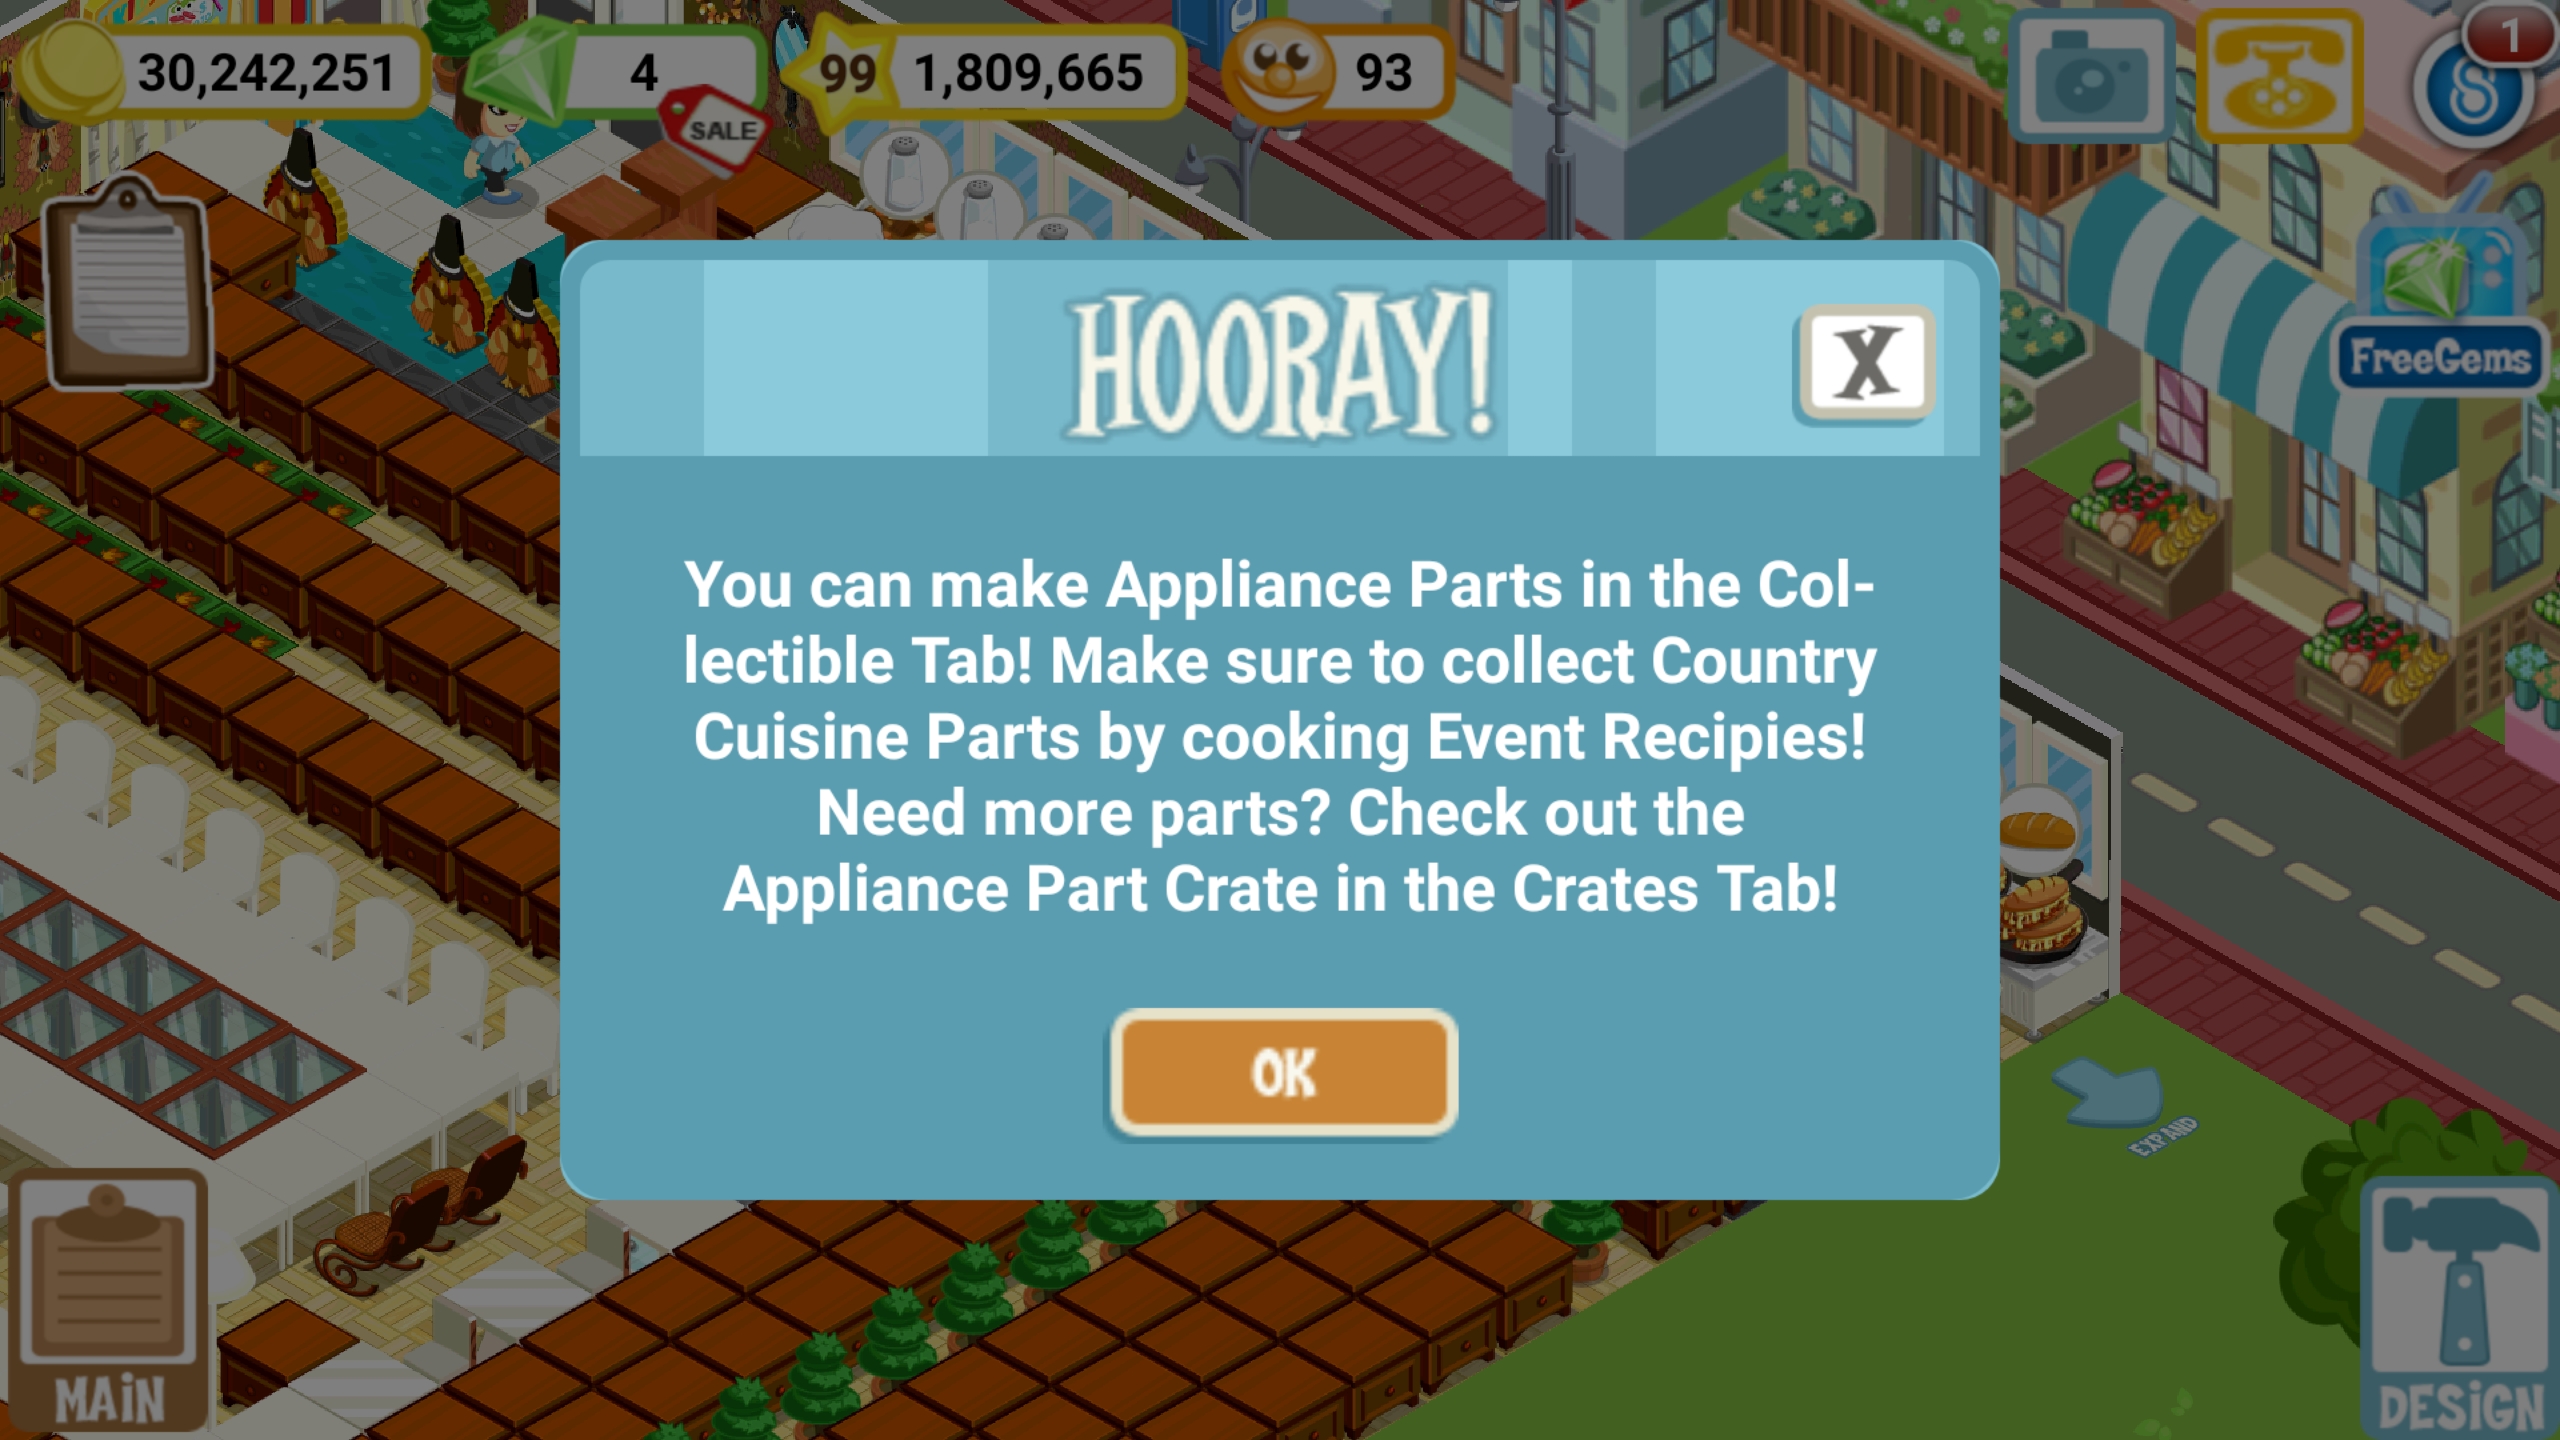 30,242,251
4
SALE
99
1,809,665
93
1
S
FreeGems
HOORAY!
X
You can make Appliance Parts in the Col-
lectible Tab! Make sure to collect Country
Cuisine Parts by cooking Event Recipies!
Need more parts? Check out the
Appliance Part Crate in the Crates Tab!
OK
EXPAND
MAiN
DESiGN